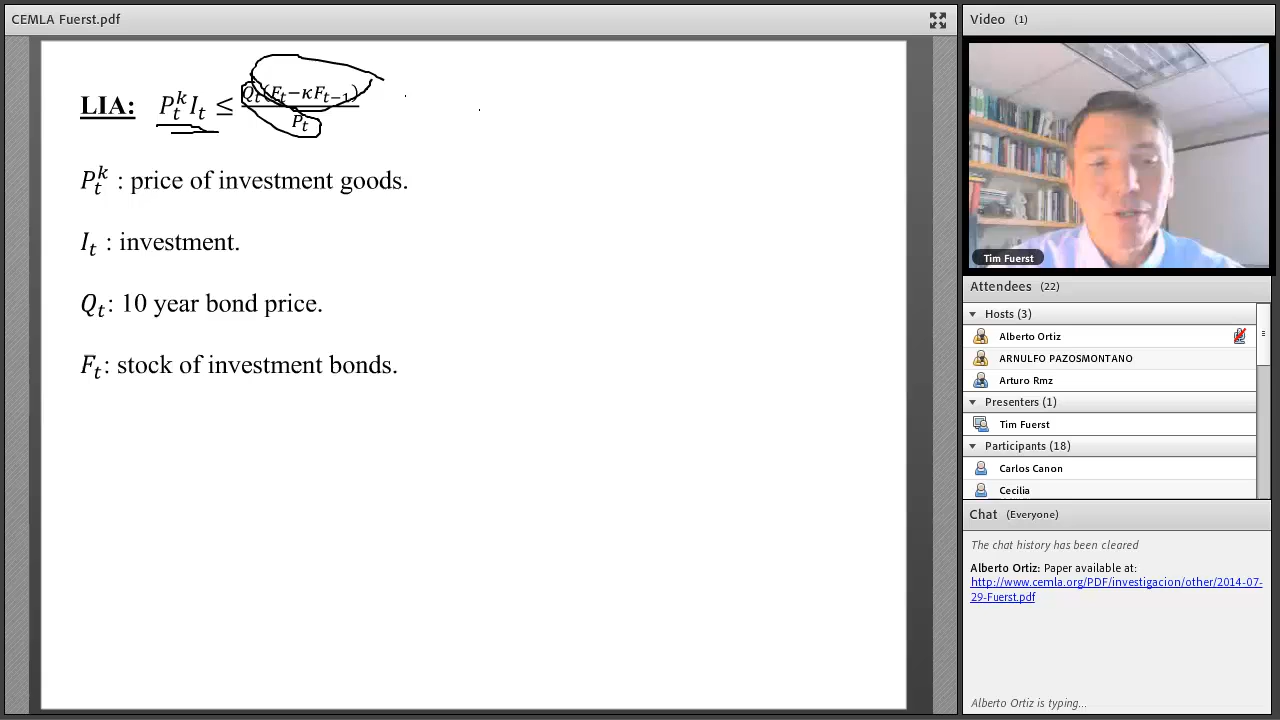 CEMLA Fuerst.pdf
LIA: P_t^k I_t ≤ Q_t(F_t−κF_{t−1}) / P_t
P_t^k : price of investment goods.
I_t : investment.
Q_t: 10 year bond price.
F_t: stock of investment bonds.
Video (1)
Tim Fuerst
Attendees (22)
Hosts (3)
Alberto Ortiz
ARNULFO PAZOSMONTANO
Arturo Rmz
Presenters (1)
Tim Fuerst
Participants (18)
Carlos Canon
Cecilia
Chat (Everyone)
The chat history has been cleared
Alberto Ortiz: Paper available at:
http://www.cemla.org/PDF/investigacion/other/2014-07-
29-Fuerst.pdf
Alberto Ortiz is typing...